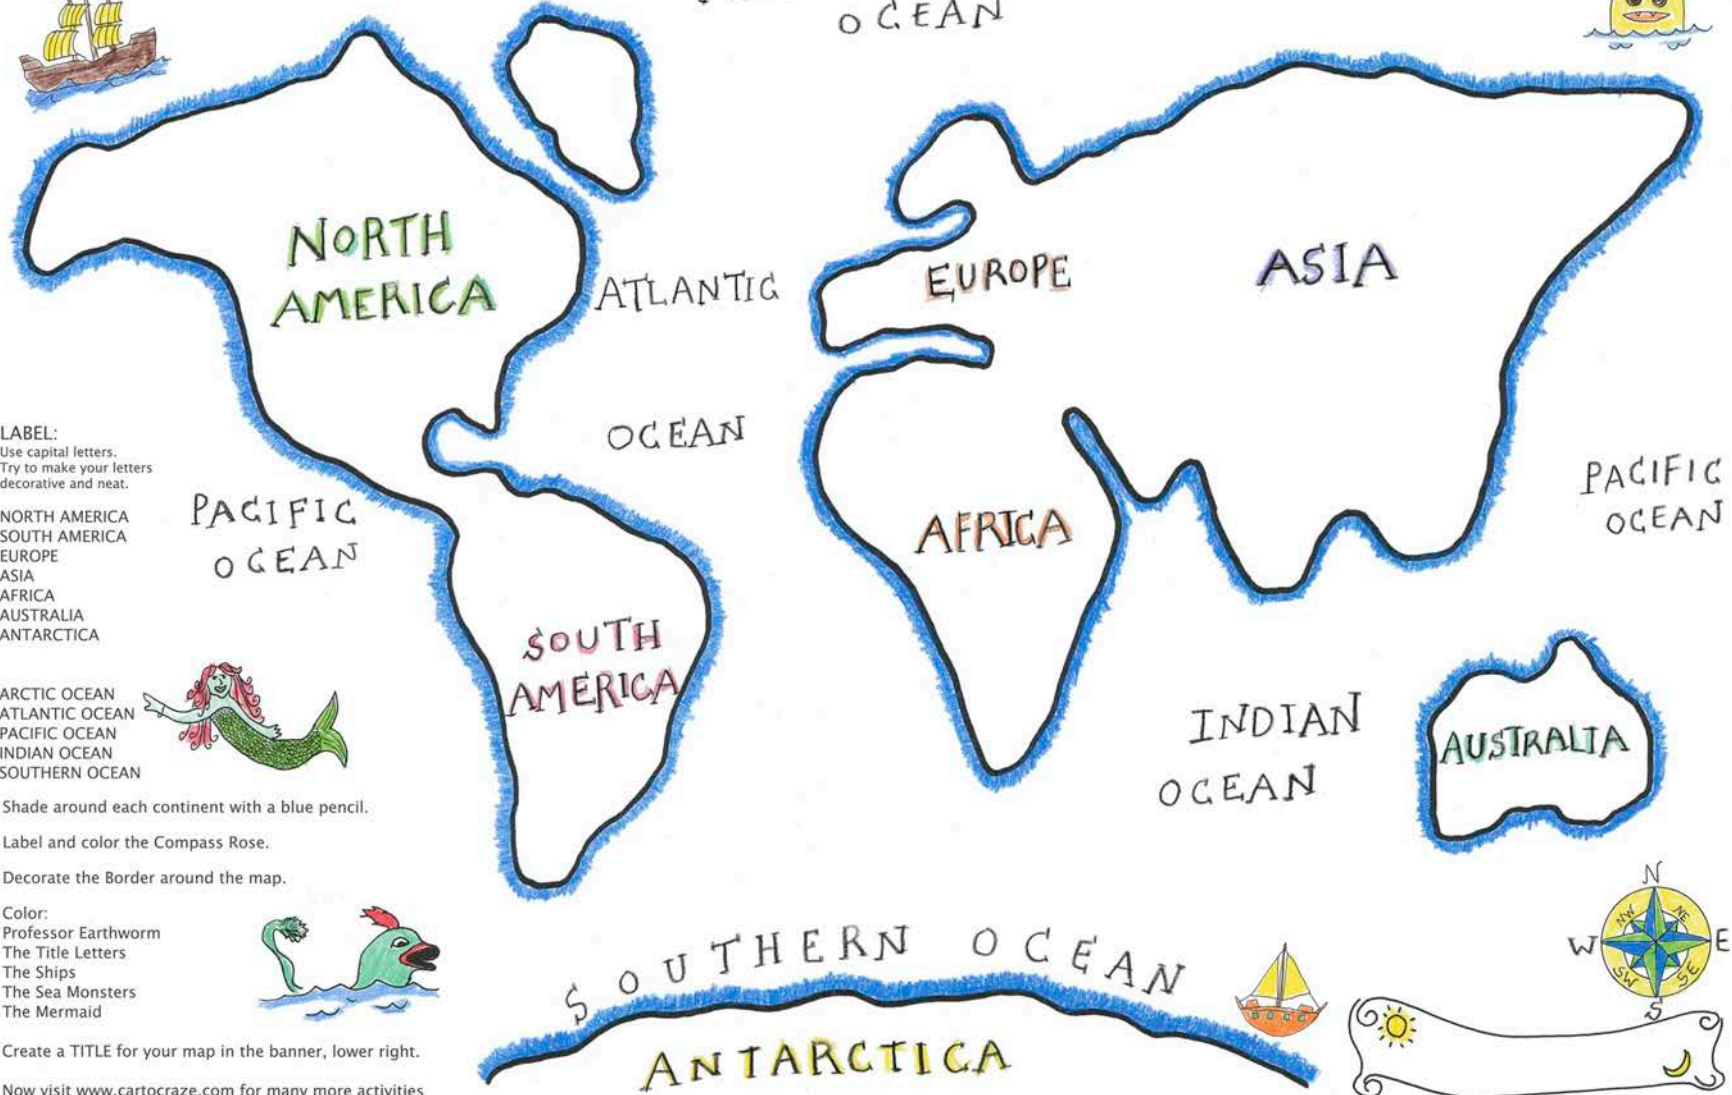 OCEAN
NORTH
AMERICA
ATLANTIC
OCEAN
EUROPE
ASIA
AFRICA
PACIFIC
OCEAN
PACIFIC
OCEAN
SOUTH
AMERICA
INDIAN
OCEAN
AUSTRALIA
SOUTHERN OCEAN
ANTARCTICA
LABEL:
Use capital letters.
Try to make your letters
decorative and neat.
NORTH AMERICA
SOUTH AMERICA
EUROPE
ASIA
AFRICA
AUSTRALIA
ANTARCTICA
ARCTIC OCEAN
ATLANTIC OCEAN
PACIFIC OCEAN
INDIAN OCEAN
SOUTHERN OCEAN
Shade around each continent with a blue pencil.
Label and color the Compass Rose.
Decorate the Border around the map.
Color:
Professor Earthworm
The Title Letters
The Ships
The Sea Monsters
The Mermaid
Create a TITLE for your map in the banner, lower right.
Now visit www.cartocraze.com for many more activities
N
NW NE
W E
SW SE
S